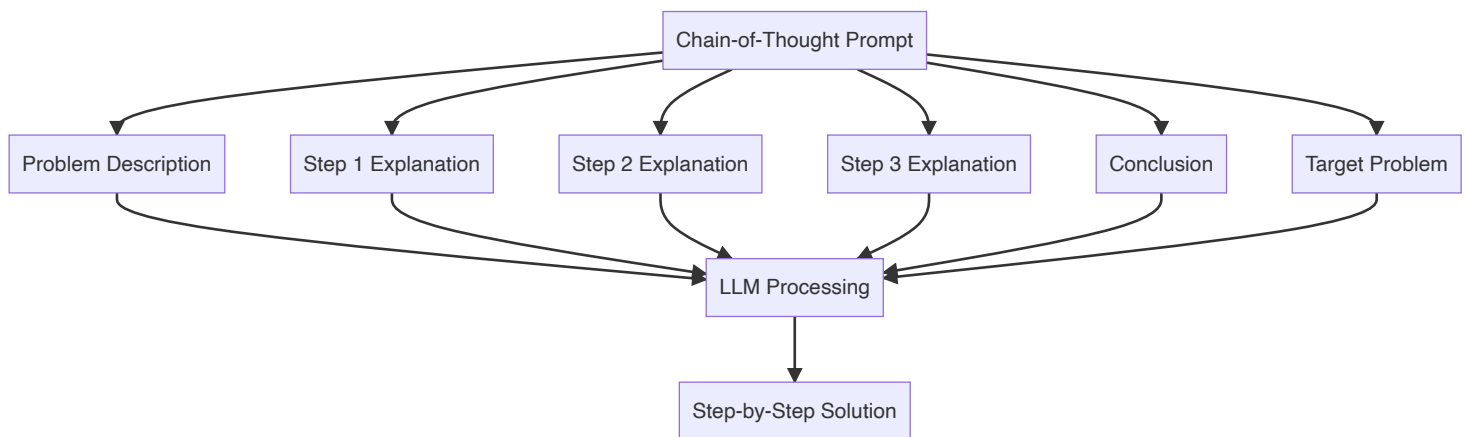 Chain-of-Thought Prompt
Problem Description
Step 1 Explanation
Step 2 Explanation
Step 3 Explanation
Conclusion
Target Problem
LLM Processing
Step-by-Step Solution